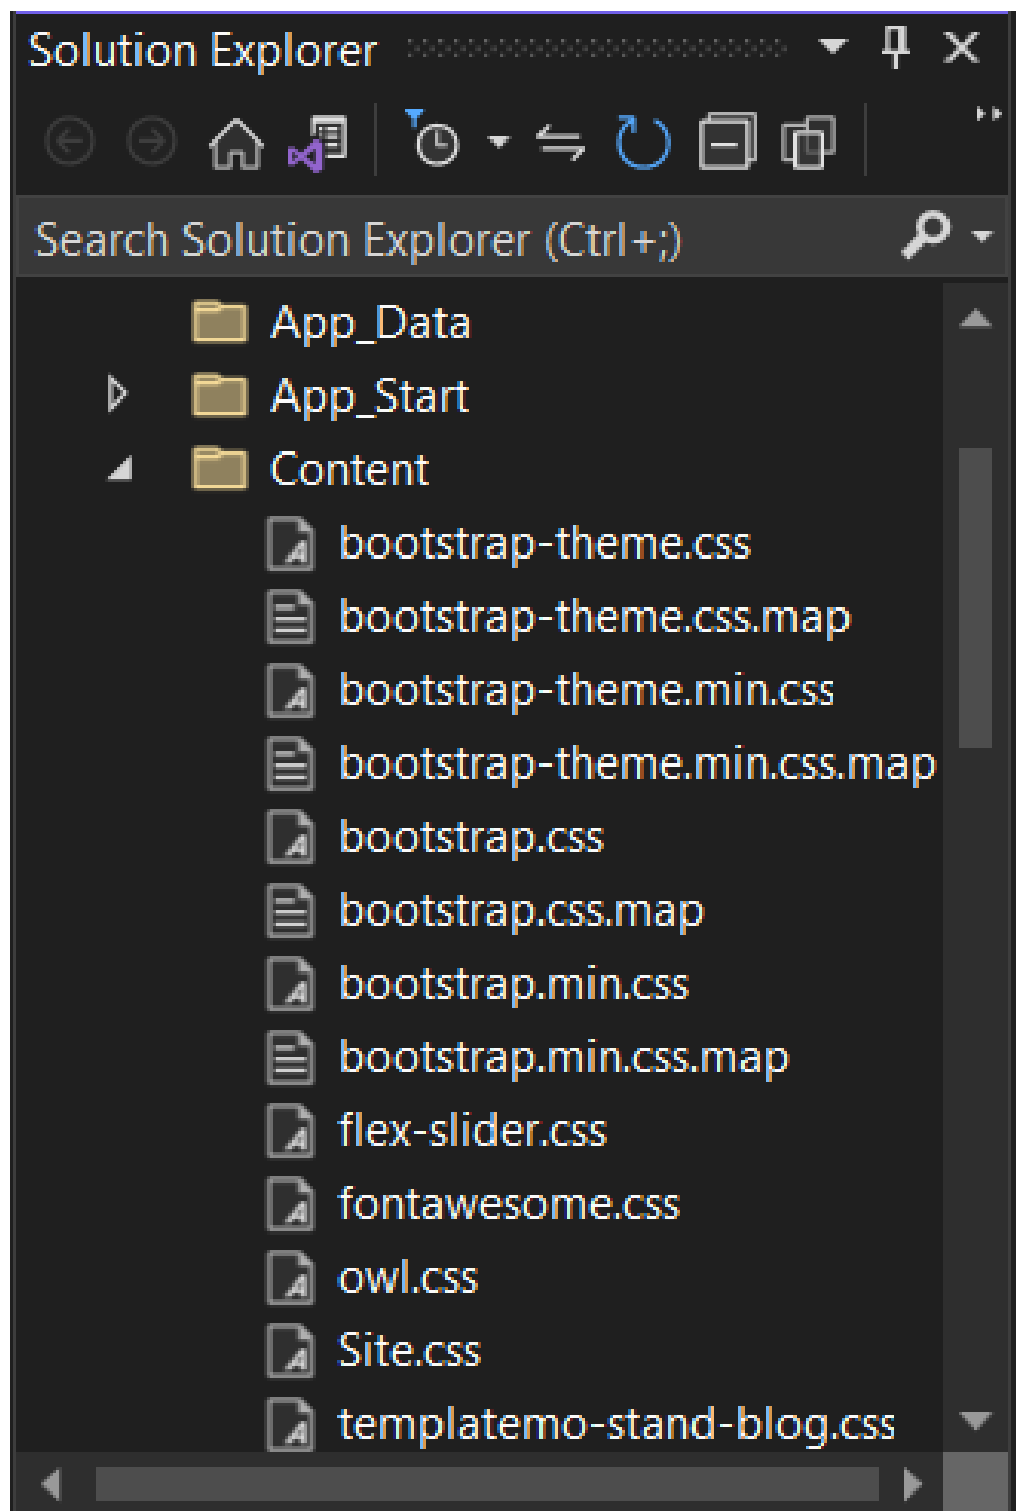 Solution Explorer
Search Solution Explorer (Ctrl+;)
App_Data
App_Start
Content
bootstrap-theme.css
bootstrap-theme.css.map
bootstrap-theme.min.css
bootstrap-theme.min.css.map
bootstrap.css
bootstrap.css.map
bootstrap.min.css
bootstrap.min.css.map
flex-slider.css
fontawesome.css
owl.css
Site.css
templatemo-stand-blog.css